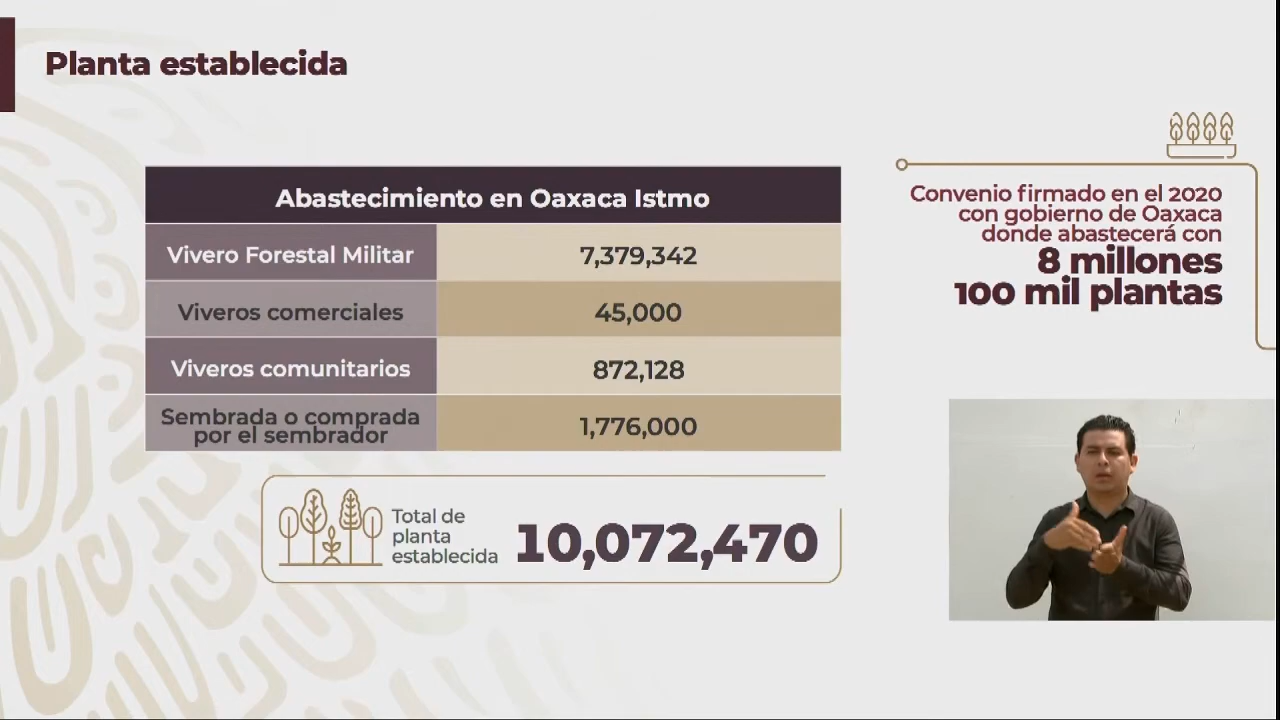 Planta establecida
Abastecimiento en Oaxaca Istmo
Vivero Forestal Militar 7,379,342
Viveros comerciales 45,000
Viveros comunitarios 872,128
Sembrada o comprada
por el sembrador 1,776,000
Total de
planta
establecida
10,072,470
Convenio firmado en el 2020
con gobierno de Oaxaca
donde abastecerá con
8 millones
100 mil plantas